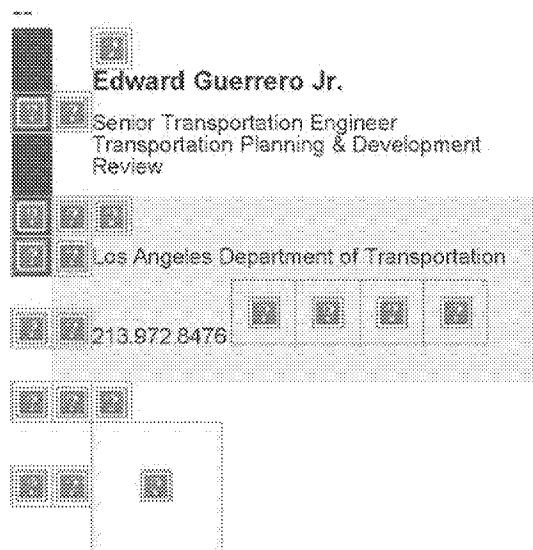 Edward Guerrero Jr.
Senior Transportation Engineer
Transportation Planning & Development
Review
Los Angeles Department of Transportation
213.972.8476